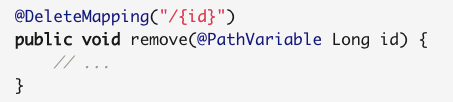 @DeleteMapping("/{id}")
public void remove(@PathVariable Long id) {
    // ...
}